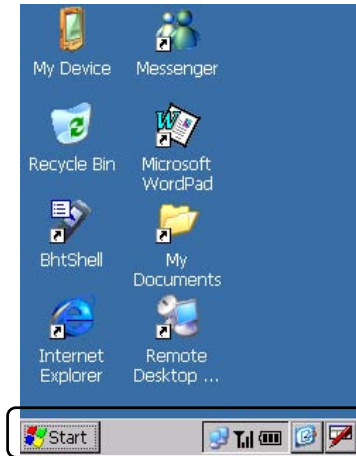 My Device Messenger
Recycle Bin Microsoft
WordPad
BhtShell My
Documents
Internet Remote
Explorer Desktop ...
Start